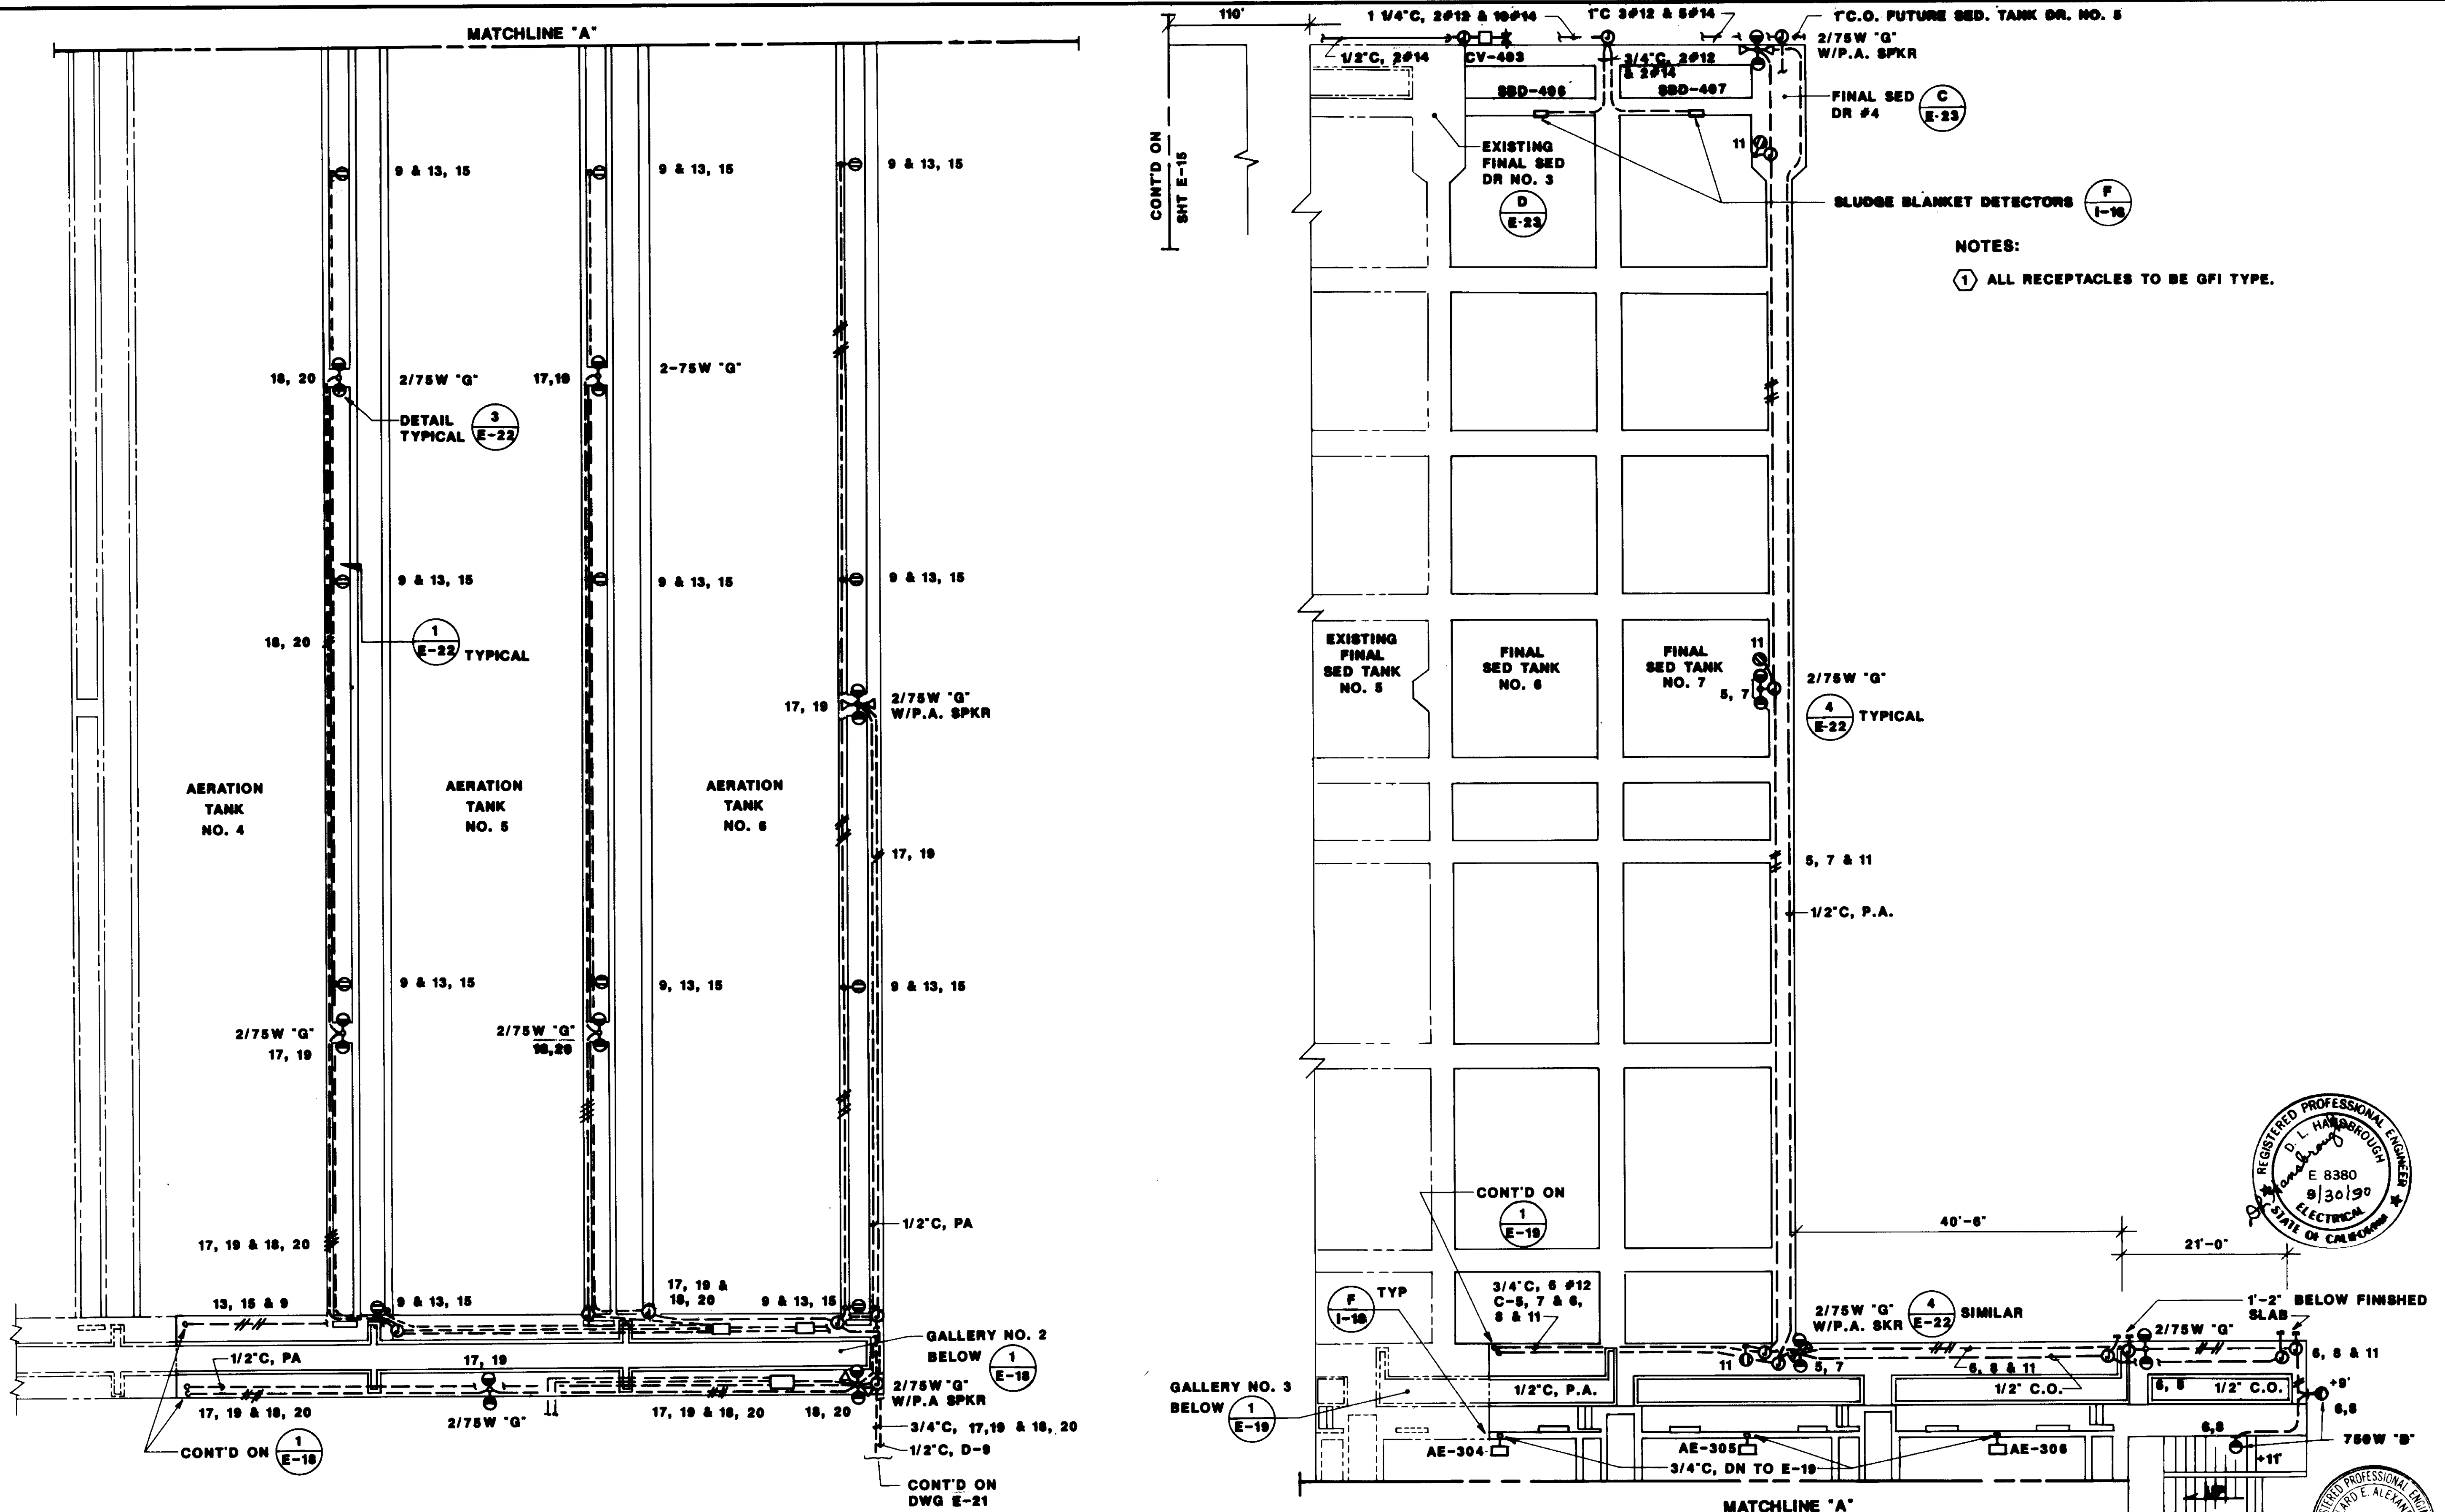 MATCHLINE "A"
9 & 13, 15
9 & 13, 15
9 & 13, 15
18, 20
2/75W "G"
17,19
2-75W "G"
DETAIL
TYPICAL
3
E-22
9 & 13, 15
9 & 13, 15
9 & 13, 15
18, 20
1
E-22
TYPICAL
17, 19
2/75W "G"
W/P.A. SPKR
AERATION
TANK
NO. 4
AERATION
TANK
NO. 5
AERATION
TANK
NO. 6
17, 19
9 & 13, 15
9, 13, 15
9 & 13, 15
2/75W "G"
17, 19
2/75W "G"
18,20
1/2"C, PA
17, 19 & 18, 20
13, 15 & 9
9 & 13, 15
17, 19 &
18, 20
9 & 13, 15
GALLERY NO. 2
BELOW
1
E-18
1/2"C, PA
17, 19
2/75W "G"
W/P.A SPKR
17, 19 & 18, 20
2/75W "G"
17, 19 & 18, 20
18, 20
3/4"C, 17,19 & 18, 20
1/2"C, D-9
CONT'D ON
1
E-18
CONT'D ON
DWG E-21
110'
1 1/4"C, 2#12 & 10#14
1"C 3#12 & 5#14
1"C.O. FUTURE SED. TANK DR. NO. 5
2/75W "G"
W/P.A. SPKR
1/2"C, 2#14
CV-403
3/4"C, 2#12
& 2#14
SBD-406
SBD-407
FINAL SED
DR #4
C
E-23
CONT'D ON
SHT E-15
EXISTING
FINAL SED
DR NO. 3
D
E-23
11
SLUDGE BLANKET DETECTORS
F
I-18
NOTES:
1 ALL RECEPTACLES TO BE GFI TYPE.
EXISTING
FINAL
SED TANK
NO. 5
FINAL
SED TANK
NO. 6
FINAL
SED TANK
NO. 7
11
5, 7
2/75W "G"
4
E-22
TYPICAL
5, 7 & 11
1/2"C, P.A.
REGISTERED PROFESSIONAL ENGINEER
D. L. HANSBROUGH
E 8380
9/30/90
ELECTRICAL
STATE OF CALIFORNIA
CONT'D ON
1
E-19
40'-6"
21'-0"
F
I-18
TYP
3/4"C, 6 #12
C-5, 7 & 6,
8 & 11
2/75W "G"
W/P.A. SKR
4
E-22
SIMILAR
1'-2" BELOW FINISHED
SLAB
2/75W "G"
11
5, 7
6, 8 & 11
6, 8 & 11
GALLERY NO. 3
BELOW
1
E-19
1/2"C, P.A.
1/2" C.O.
6, 8
1/2" C.O.
+9'
6,8
6,8
750W "B"
+11'
AE-304
AE-305
AE-306
3/4"C, DN TO E-19
MATCHLINE "A"
UP
PROFESSIONAL